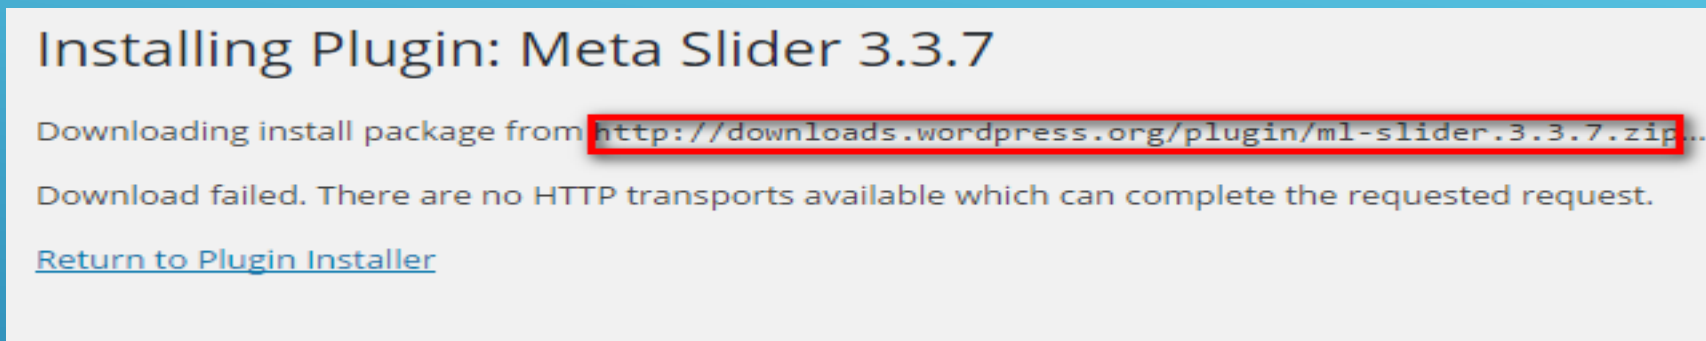 Installing Plugin: Meta Slider 3.3.7
Downloading install package from http://downloads.wordpress.org/plugin/ml-slider.3.3.7.zip...
Download failed. There are no HTTP transports available which can complete the requested request.
Return to Plugin Installer